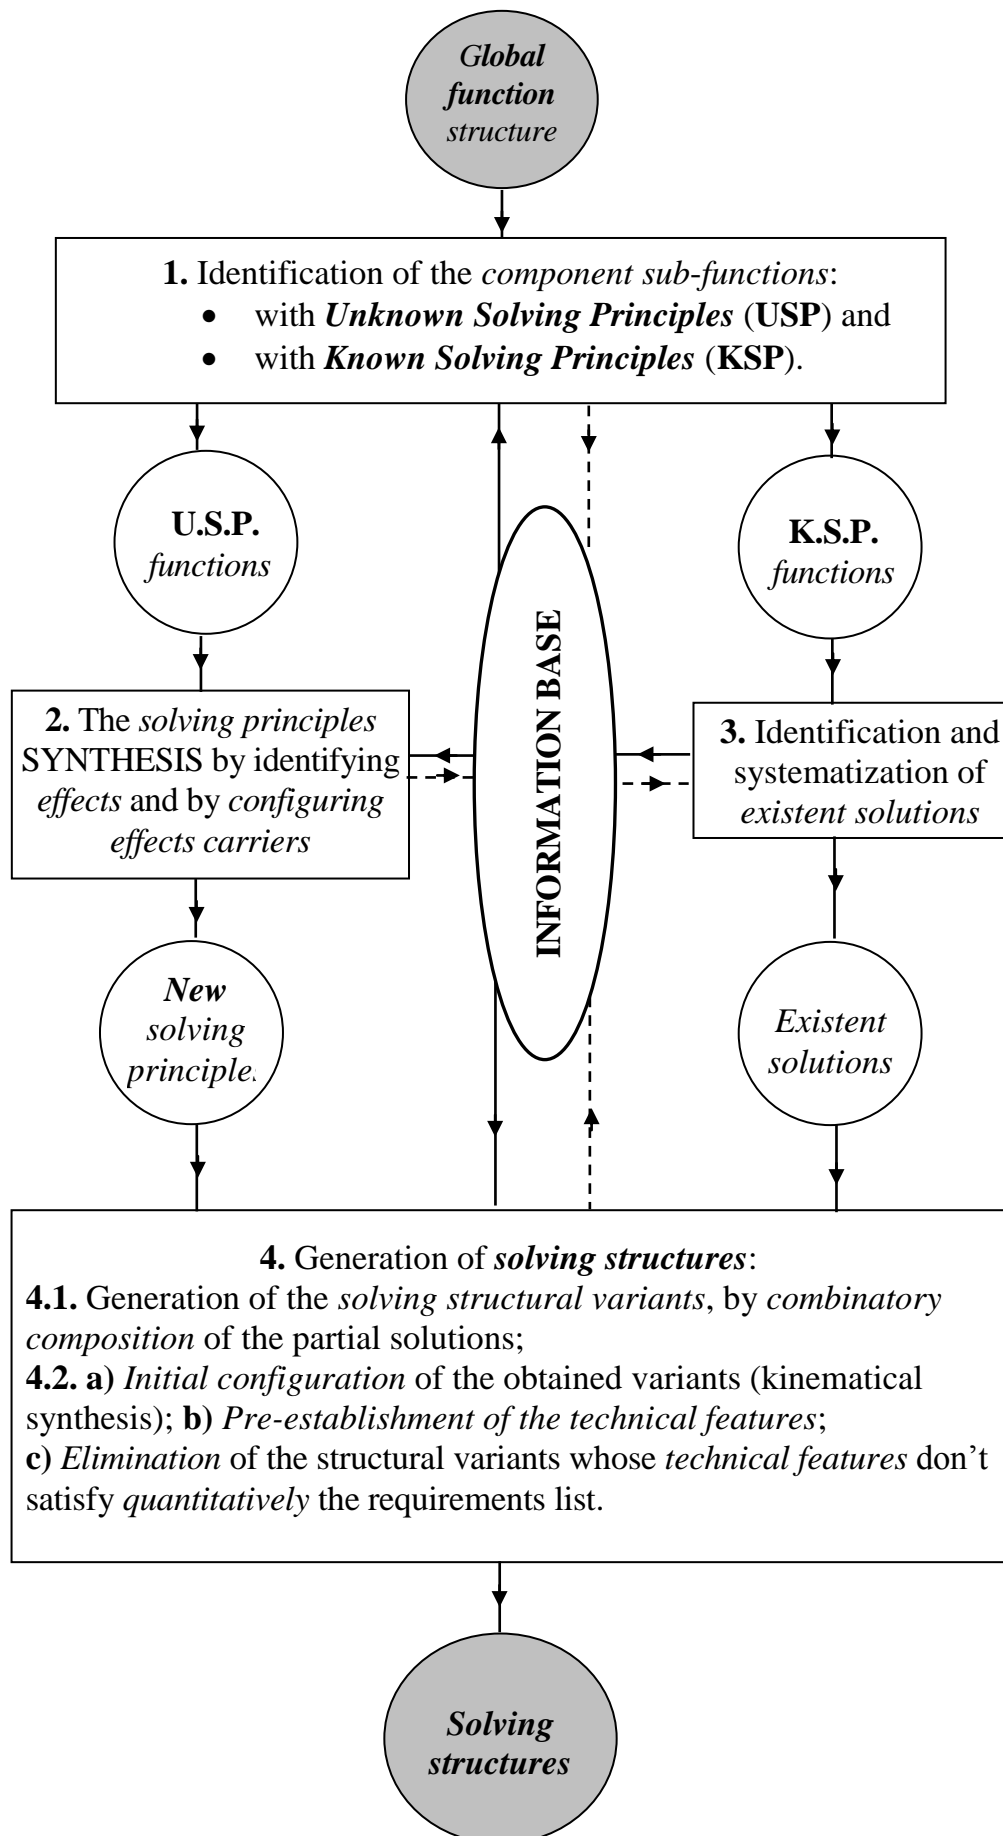 Global
function
structure
1. Identification of the component sub-functions:
• with Unknown Solving Principles (USP) and
• with Known Solving Principles (KSP).
U.S.P.
functions
K.S.P.
functions
INFORMATION BASE
2. The solving principles
SYNTHESIS by identifying
effects and by configuring
effects carriers
3. Identification and
systematization of
existent solutions
New
solving
principles
Existent
solutions
4. Generation of solving structures:
4.1. Generation of the solving structural variants, by combinatory
composition of the partial solutions;
4.2. a) Initial configuration of the obtained variants (kinematical
synthesis); b) Pre-establishment of the technical features;
c) Elimination of the structural variants whose technical features don't
satisfy quantitatively the requirements list.
Solving
structures